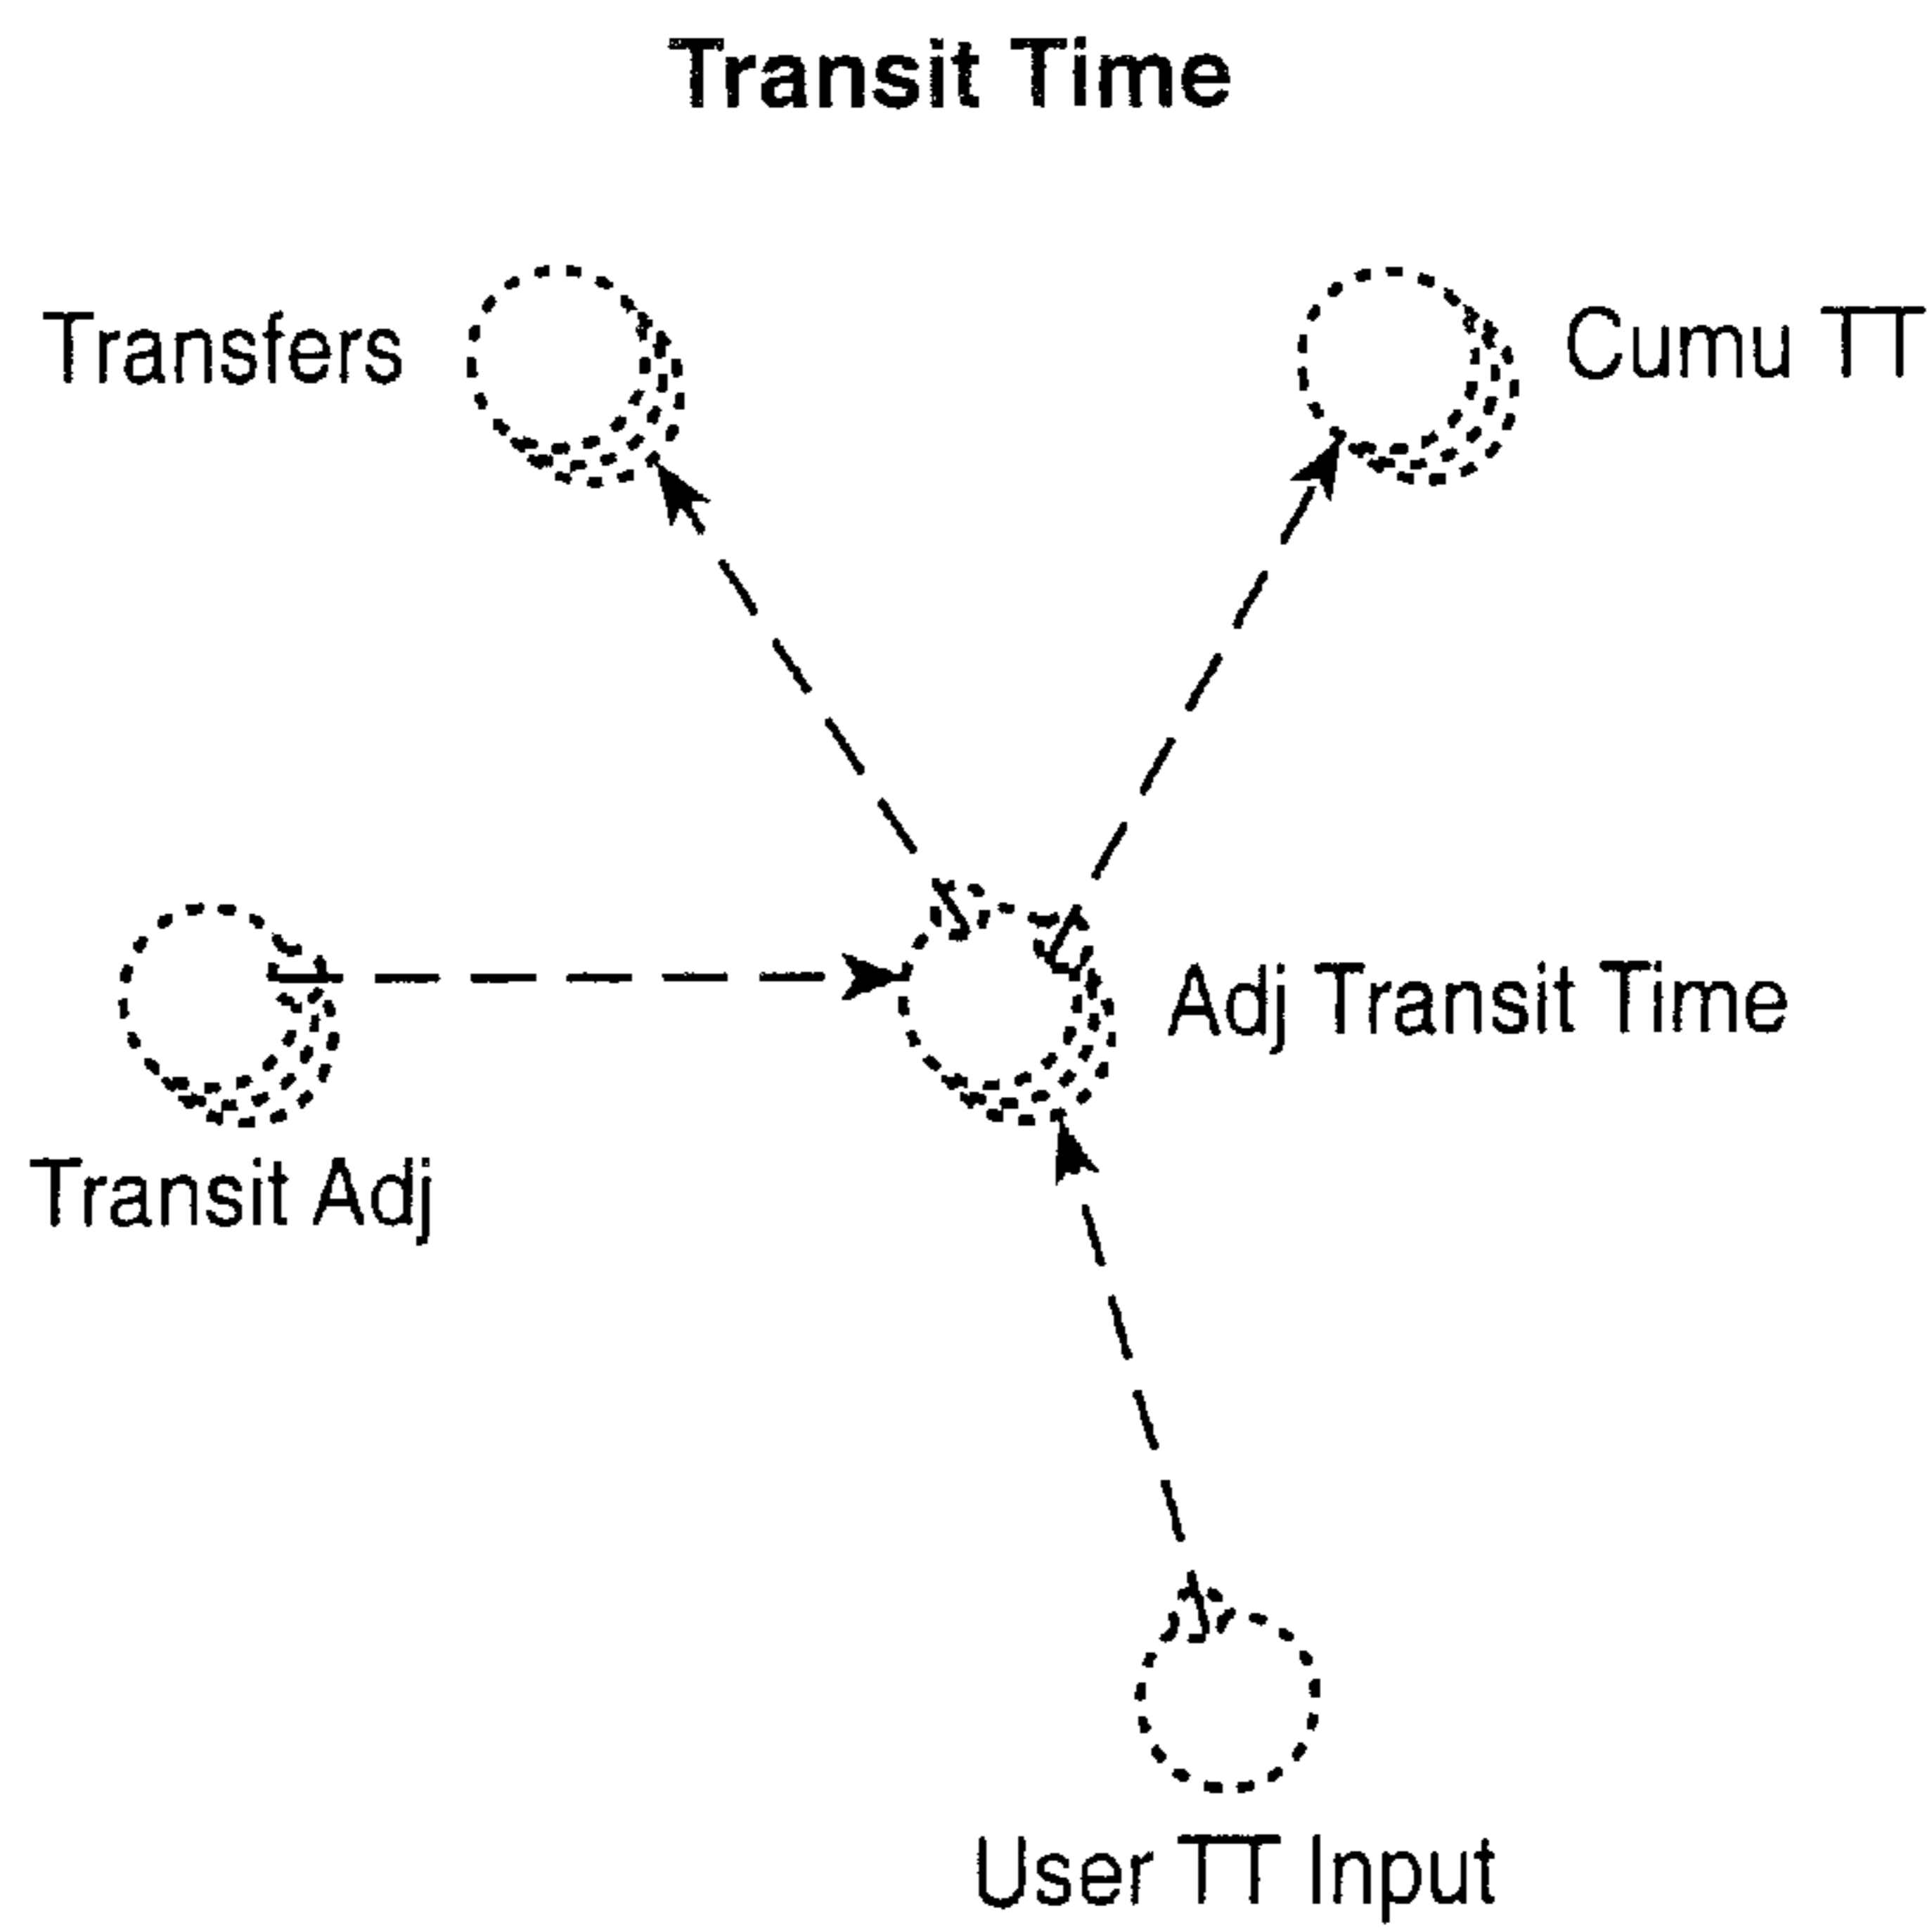 Transit Time
Transfers
Cumu TT
Adj Transit Time
Transit Adj
User TT Input